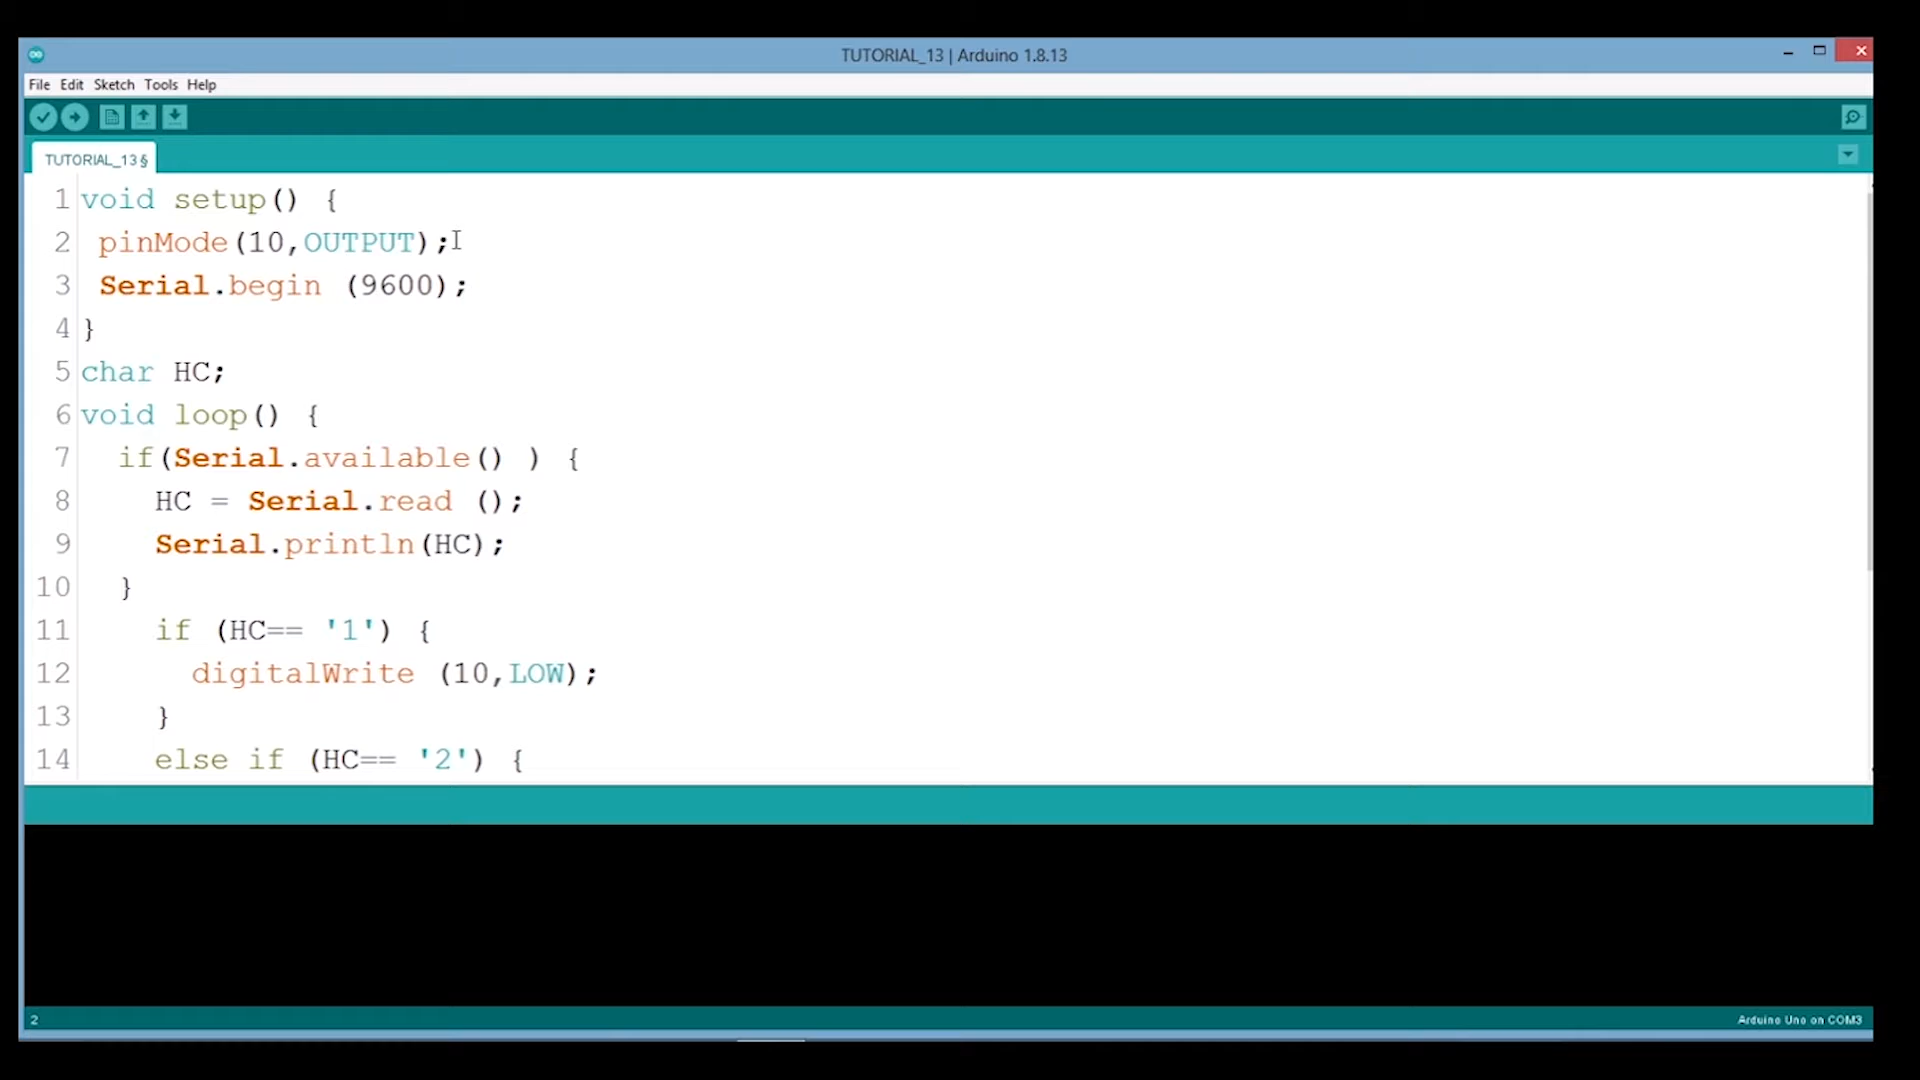 TUTORIAL_13 | Arduino 1.8.13
File Edit Sketch Tools Help
TUTORIAL_13 §
1 void setup() {
2 pinMode(10,OUTPUT);
3 Serial.begin (9600);
4 }
5 char HC;
6 void loop() {
7 if(Serial.available() ) {
8 HC = Serial.read ();
9 Serial.println(HC);
10 }
11 if (HC== '1') {
12 digitalWrite (10,LOW);
13 }
14 else if (HC== '2') {
2 Arduino Uno on COM3